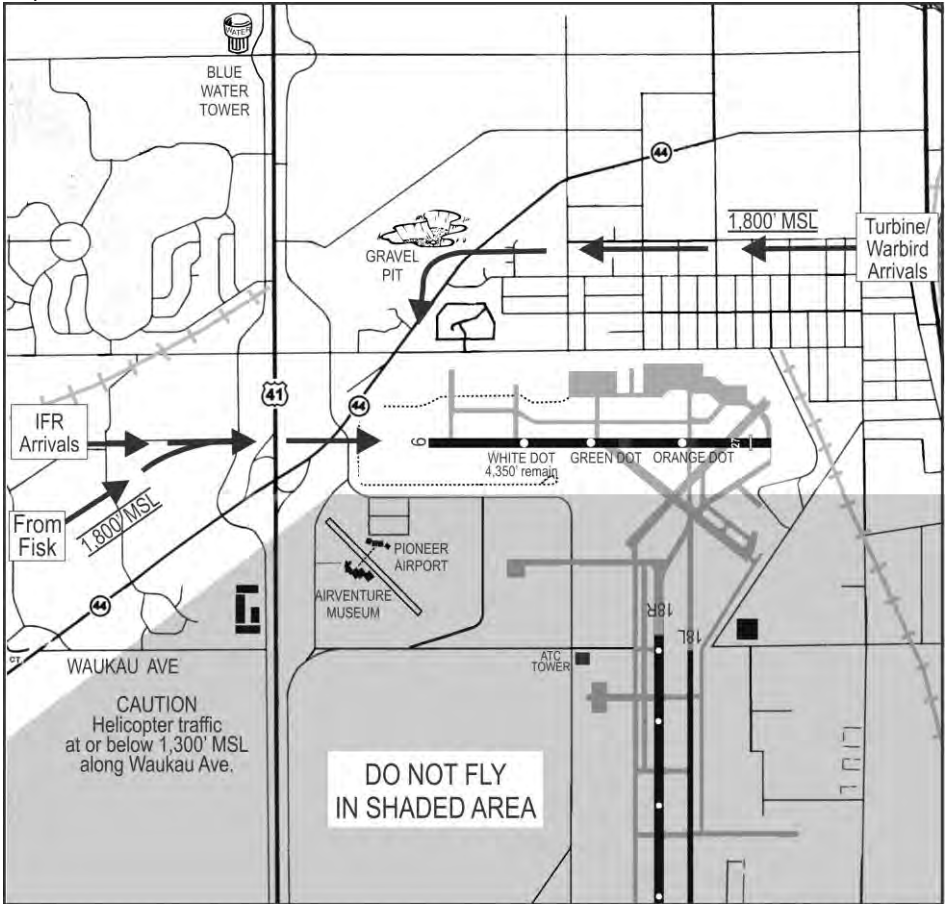 WATER
BLUE
WATER
TOWER
44
1,800' MSL
Turbine/
Warbird
Arrivals
GRAVEL
PIT
41
44
IFR
Arrivals
9
27
WHITE DOT
4,350' remain
GREEN DOT
ORANGE DOT
From
Fisk
1,800' MSL
PIONEER
AIRPORT
AIRVENTURE
MUSEUM
44
18R
18L
ATC
TOWER
CT.
WAUKAU AVE
CAUTION
Helicopter traffic
at or below 1,300' MSL
along Waukau Ave.
DO NOT FLY
IN SHADED AREA